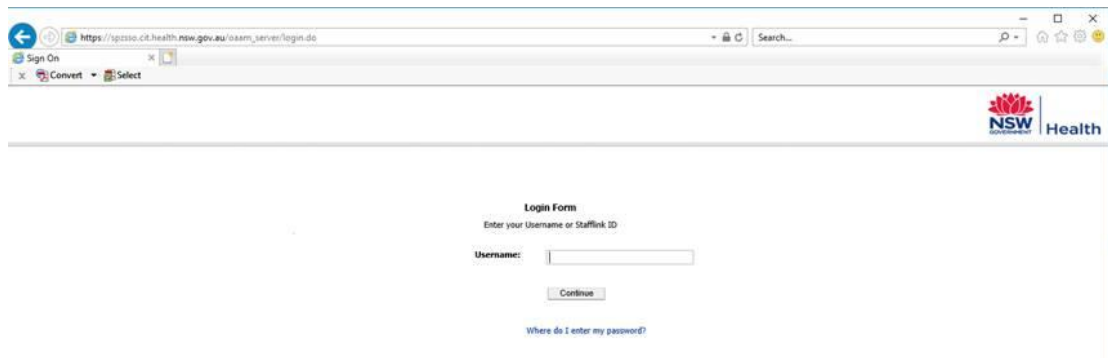 https://spzsso.cit.health.nsw.gov.au/oaam_server/login.do
Search...
Sign On
x Convert Select
NSW GOVERNMENT Health
Login Form
Enter your Username or Stafflink ID
Username:
Continue
Where do I enter my password?